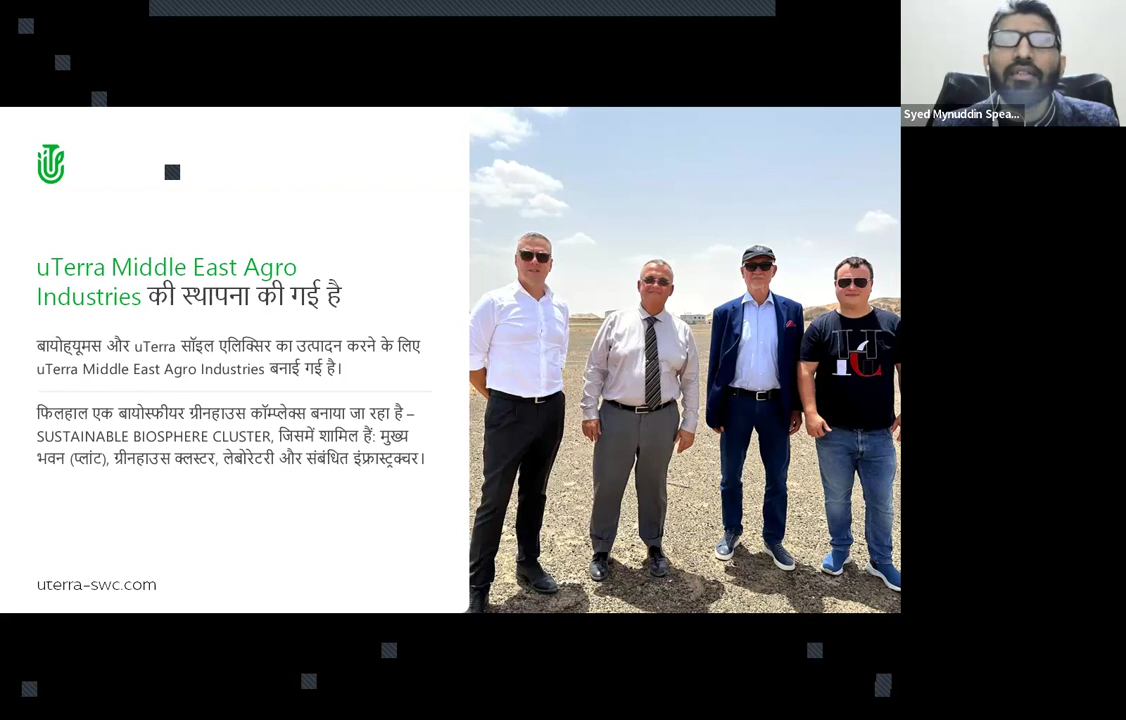 Syed Mynuddin Spea...
uTerra Middle East Agro
Industries की स्थापना की गई है
बायोह्यूमस और uTerra सॉइल एलिक्सिर का उत्पादन करने के लिए
uTerra Middle East Agro Industries बनाई गई है।
फिलहाल एक बायोस्फीयर ग्रीनहाउस कॉम्प्लेक्स बनाया जा रहा है –
SUSTAINABLE BIOSPHERE CLUSTER, जिसमें शामिल हैं: मुख्य
भवन (प्लांट), ग्रीनहाउस क्लस्टर, लेबोरेटरी और संबंधित इंफ्रास्ट्रक्चर।
uterra-swc.com